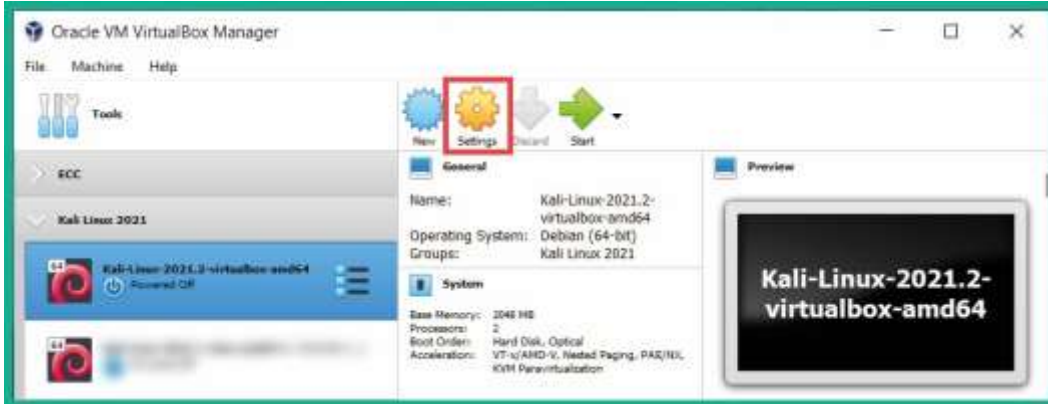 Oracle VM VirtualBox Manager
File Machine Help
Tools
New Settings Discard Start
ECC
Kali Linux 2021
64
Kali-Linux-2021.2-virtualbox-amd64
Powered Off
64
General
Name: Kali-Linux-2021.2-
virtualbox-amd64
Operating System: Debian (64-bit)
Groups: Kali Linux 2021
System
Base Memory: 2048 MB
Processors: 2
Boot Order: Hard Disk, Optical
Acceleration: VT-x/AMD-V, Nested Paging, PAE/NX,
KVM Paravirtualization
Preview
Kali-Linux-2021.2-
virtualbox-amd64